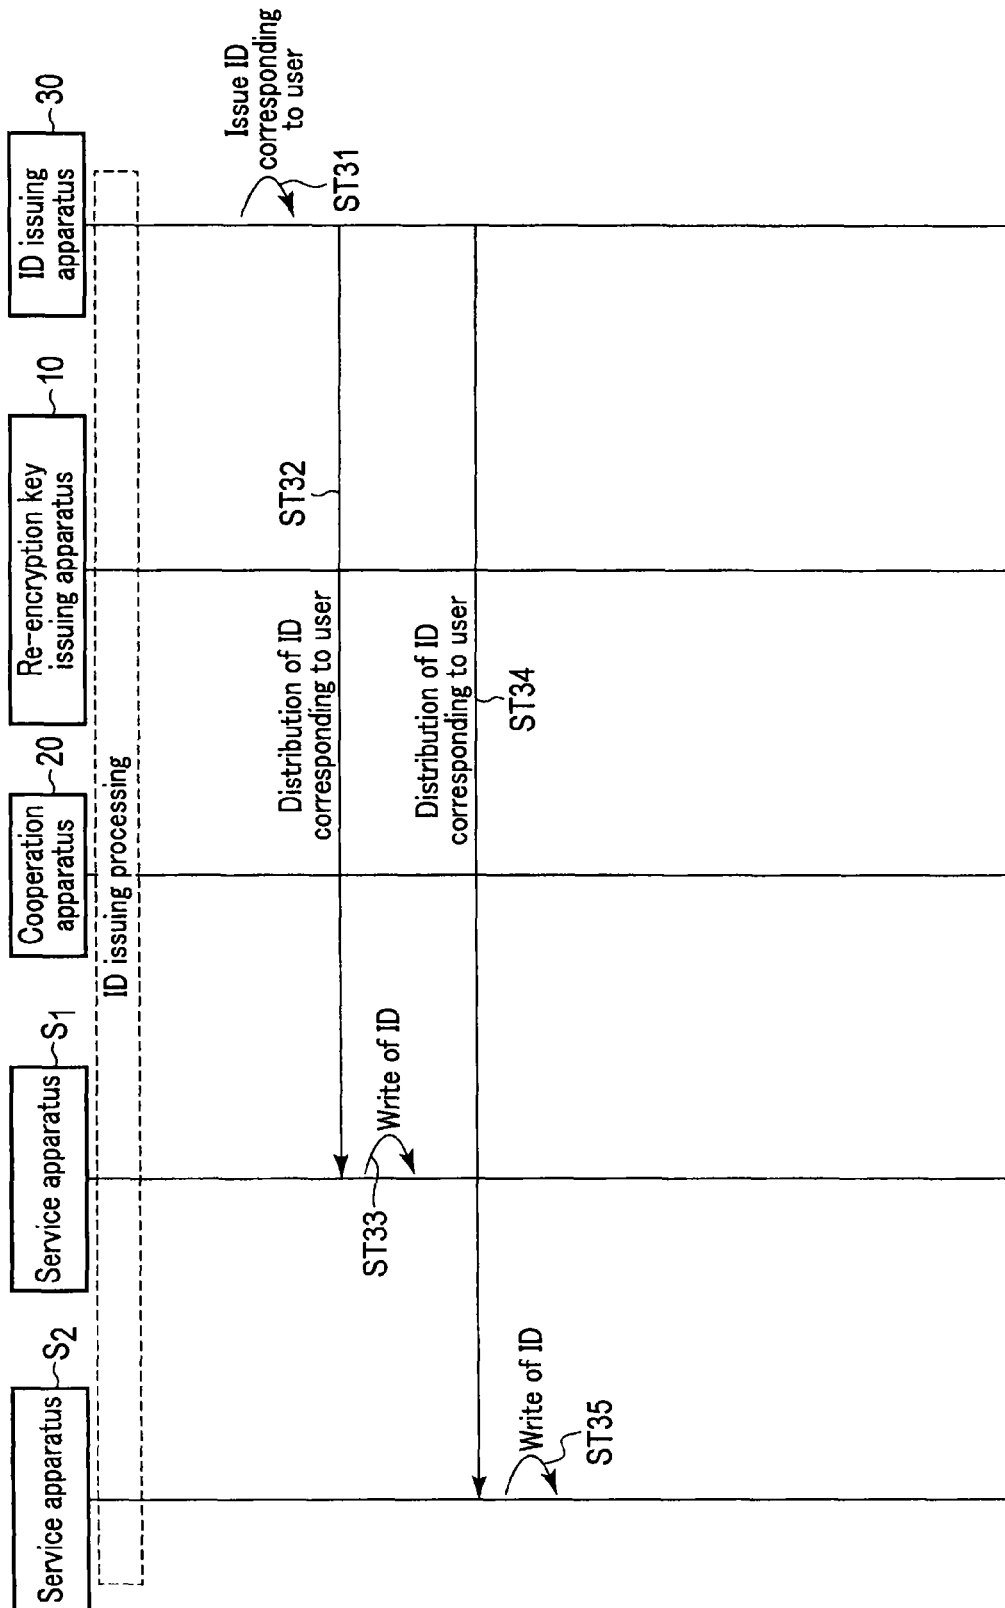 Service apparatus
S2
Service apparatus
S1
Cooperation
apparatus
20
Re-encryption key
issuing apparatus
10
ID issuing
apparatus
30
ID issuing processing
Issue ID
corresponding
to user
ST31
Distribution of ID
corresponding to user
ST32
ST33
Write of ID
Distribution of ID
corresponding to user
ST34
Write of ID
ST35